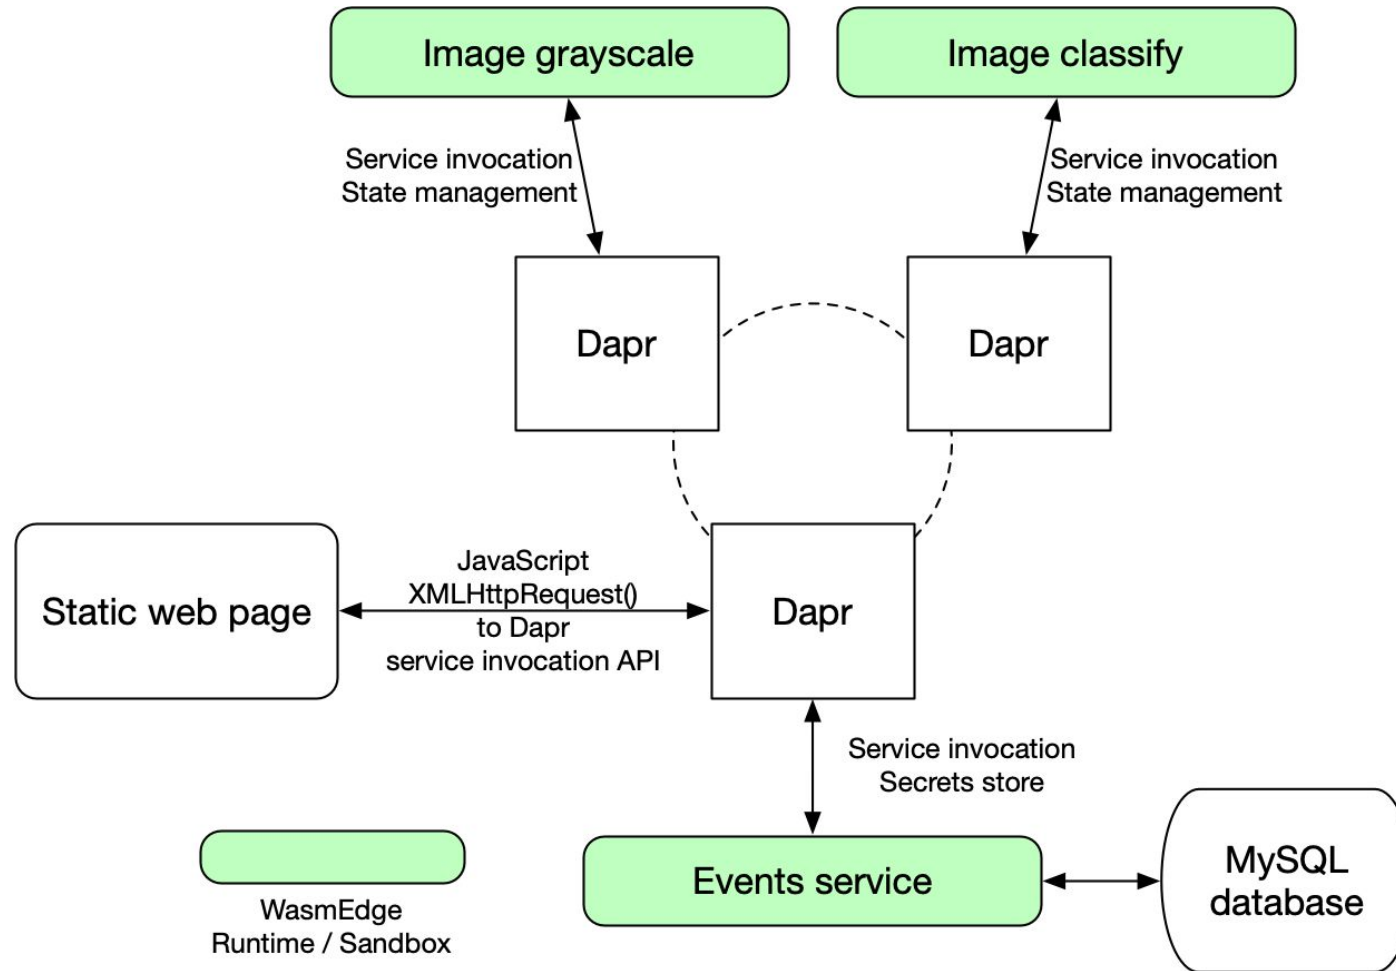 Image grayscale
Image classify
Service invocation
State management
Service invocation
State management
Dapr
Dapr
Static web page
JavaScript
XMLHttpRequest()
to Dapr
service invocation API
Dapr
Service invocation
Secrets store
WasmEdge
Runtime / Sandbox
Events service
MySQL
database